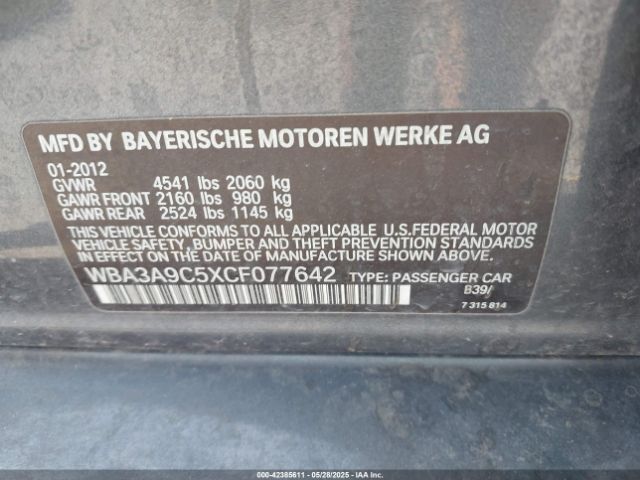 MFD BY BAYERISCHE MOTOREN WERKE AG
01-2012
GVWR 4541 lbs 2060 kg
GAWR FRONT 2160 lbs 980 kg
GAWR REAR 2524 lbs 1145 kg
THIS VEHICLE CONFORMS TO ALL APPLICABLE U.S.FEDERAL MOTOR
VEHICLE SAFETY, BUMPER AND THEFT PREVENTION STANDARDS
IN EFFECT ON THE DATE OF MANUFACTURE SHOWN ABOVE.
WBA3A9C5XCF077642 TYPE: PASSENGER CAR
B39/
7 315 814
000-42385611 - 05/28/2025 - IAA